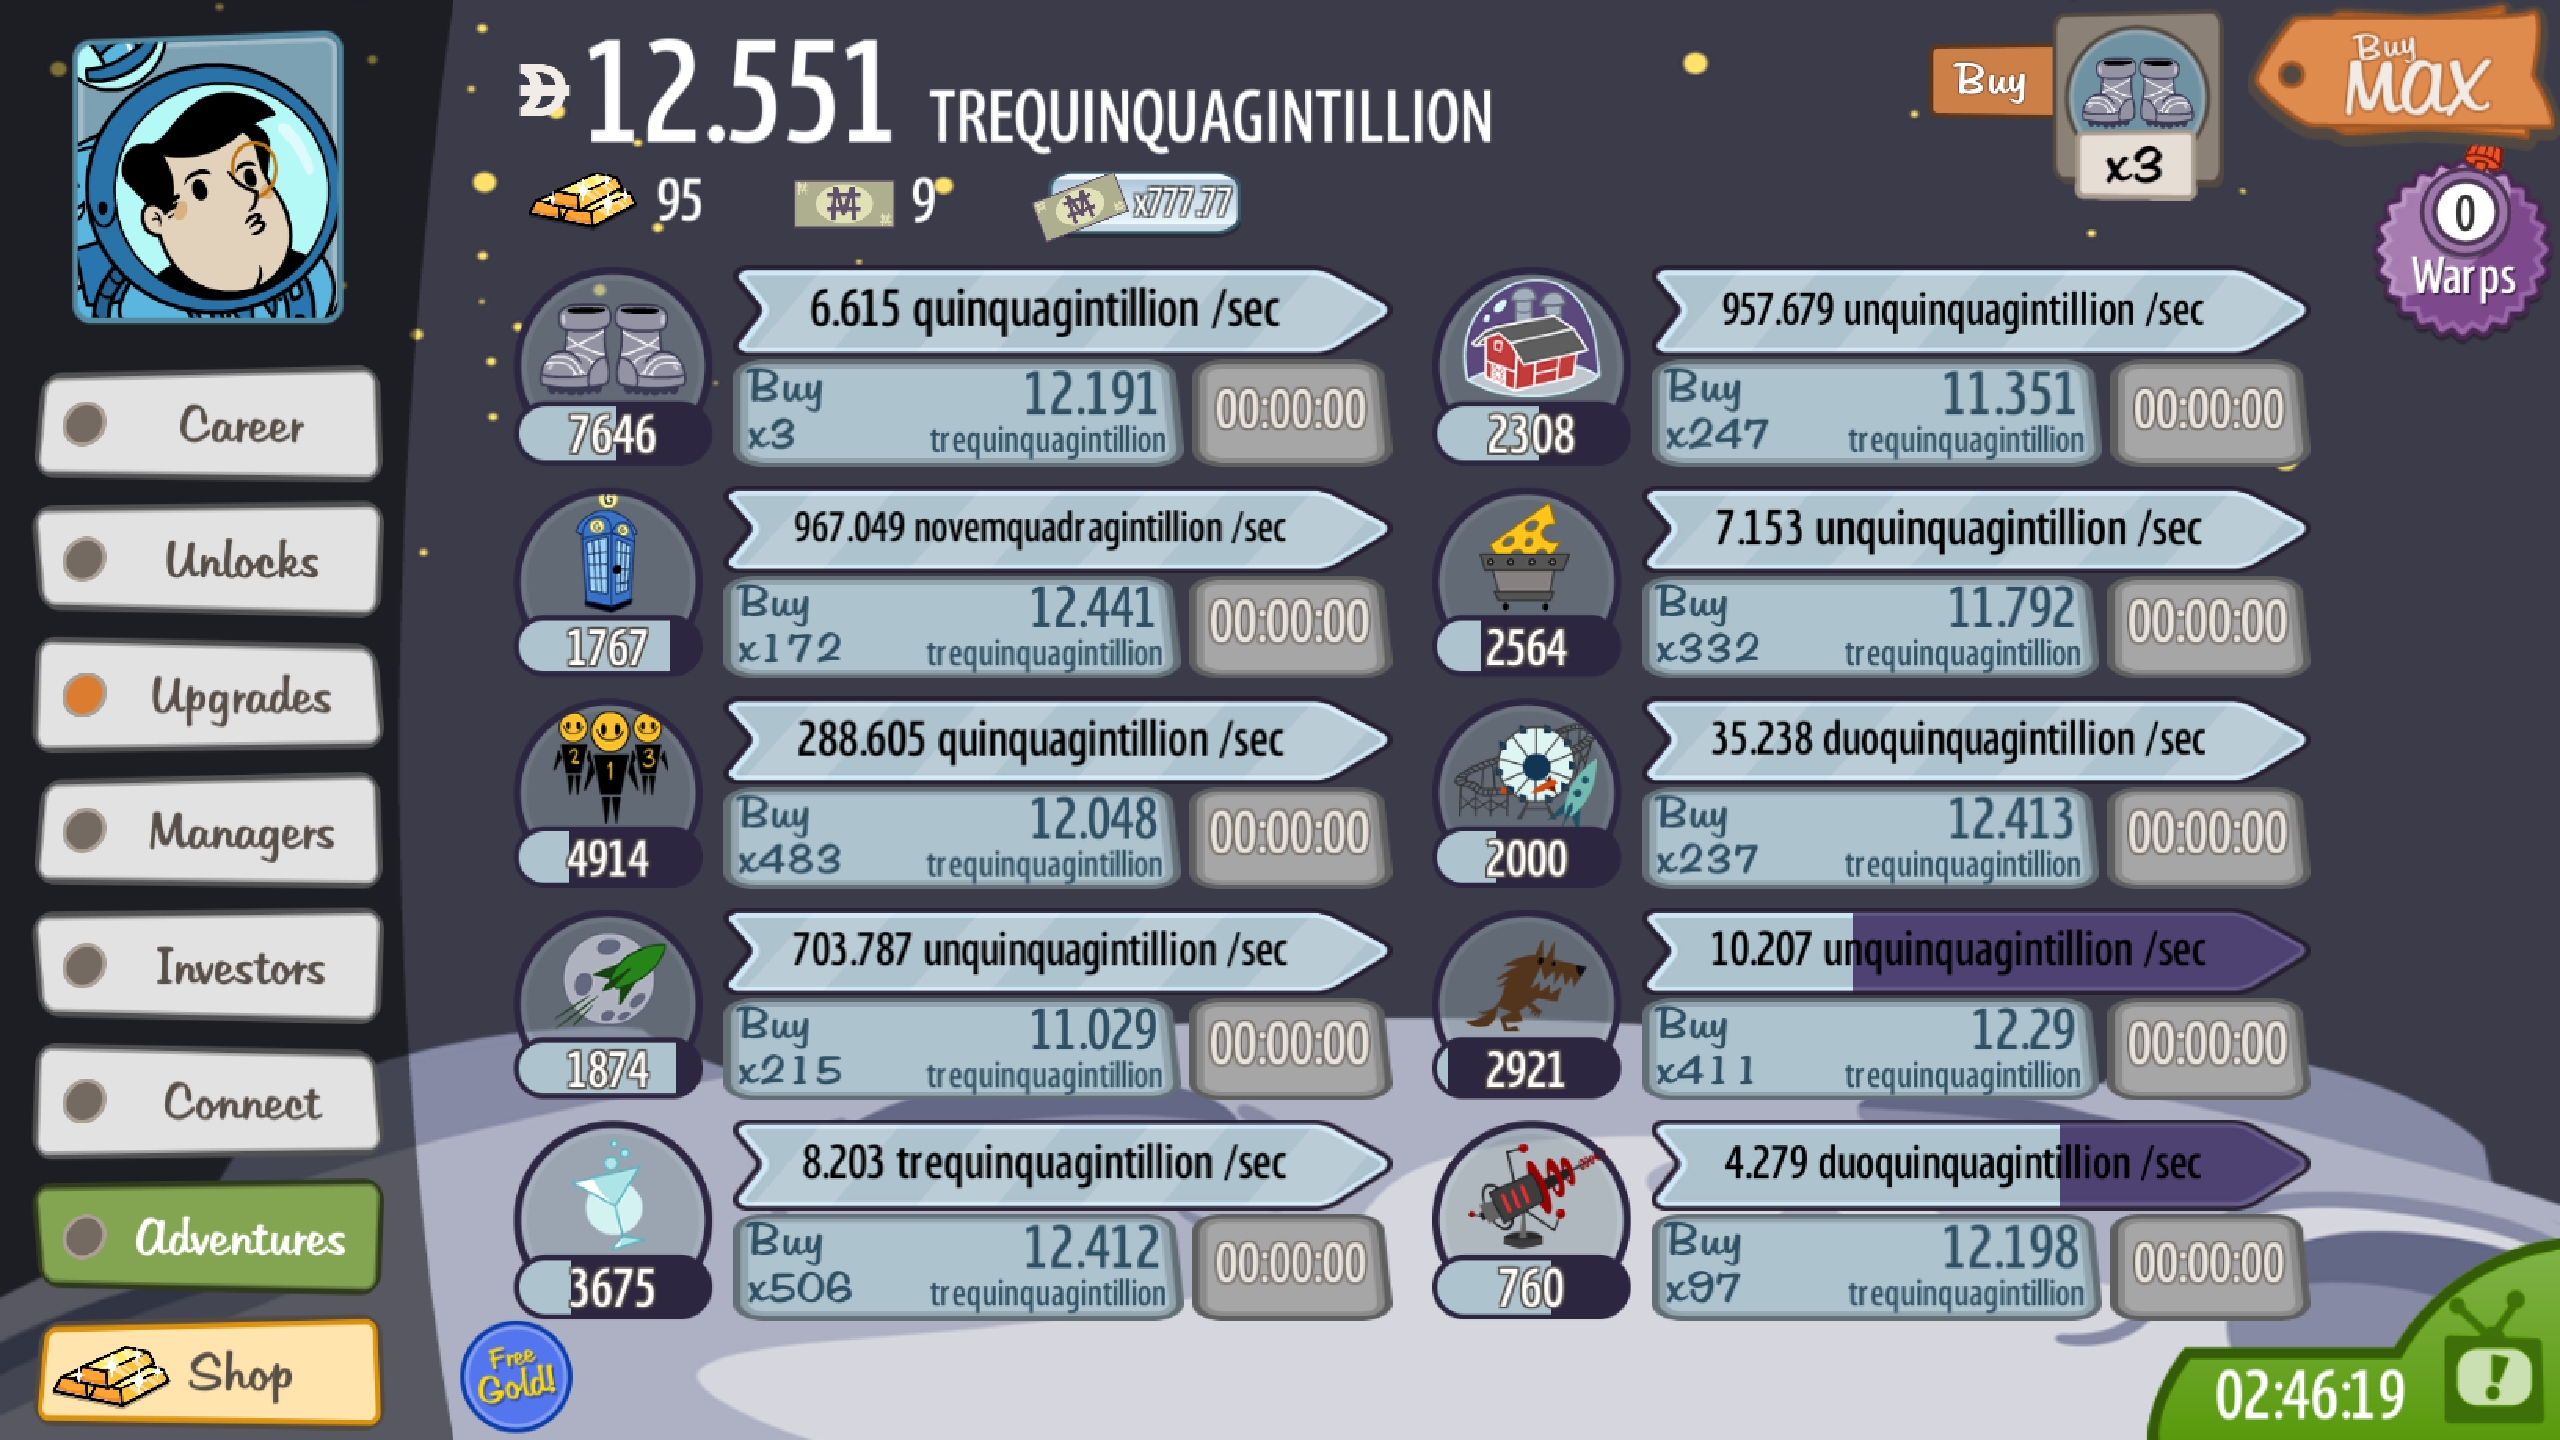 12.551 TREQUINQUAGINTILLION
Buy
x3
Buy
MAX
95
9
x777.77
0
Warps
Career
Unlocks
Upgrades
Managers
Investors
Connect
Adventures
Shop
6.615 quinquagintillion /sec
7646
Buy 12.191
x3 trequinquagintillion
00:00:00
957.679 unquinquagintillion /sec
2308
Buy 11.351
x247 trequinquagintillion
00:00:00
G
G G
967.049 novemquadragintillion /sec
1767
Buy 12.441
x172 trequinquagintillion
00:00:00
7.153 unquinquagintillion /sec
2564
Buy 11.792
x332 trequinquagintillion
00:00:00
2 1 3
288.605 quinquagintillion /sec
4914
Buy 12.048
x483 trequinquagintillion
00:00:00
35.238 duoquinquagintillion /sec
2000
Buy 12.413
x237 trequinquagintillion
00:00:00
703.787 unquinquagintillion /sec
1874
Buy 11.029
x215 trequinquagintillion
00:00:00
10.207 unquinquagintillion /sec
2921
Buy 12.29
x411 trequinquagintillion
00:00:00
8.203 trequinquagintillion /sec
3675
Buy 12.412
x506 trequinquagintillion
00:00:00
4.279 duoquinquagintillion /sec
760
Buy 12.198
x97 trequinquagintillion
00:00:00
Free
Gold!
02:46:19
!